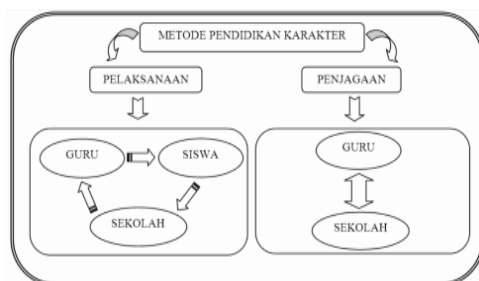 METODE PENDIDIKAN KARAKTER
PELAKSANAAN
PENJAGAAN
GURU
SISWA
SEKOLAH
GURU
SEKOLAH